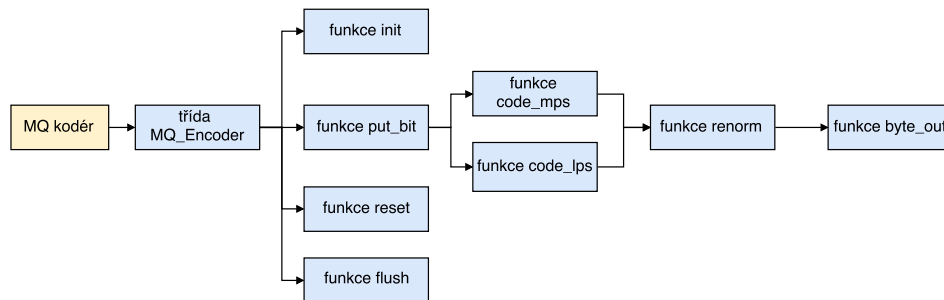 funkce init
MQ kodér
třída
MQ_Encoder
funkce put_bit
funkce
code_mps
funkce code_lps
funkce renorm
funkce byte_out
funkce reset
funkce flush